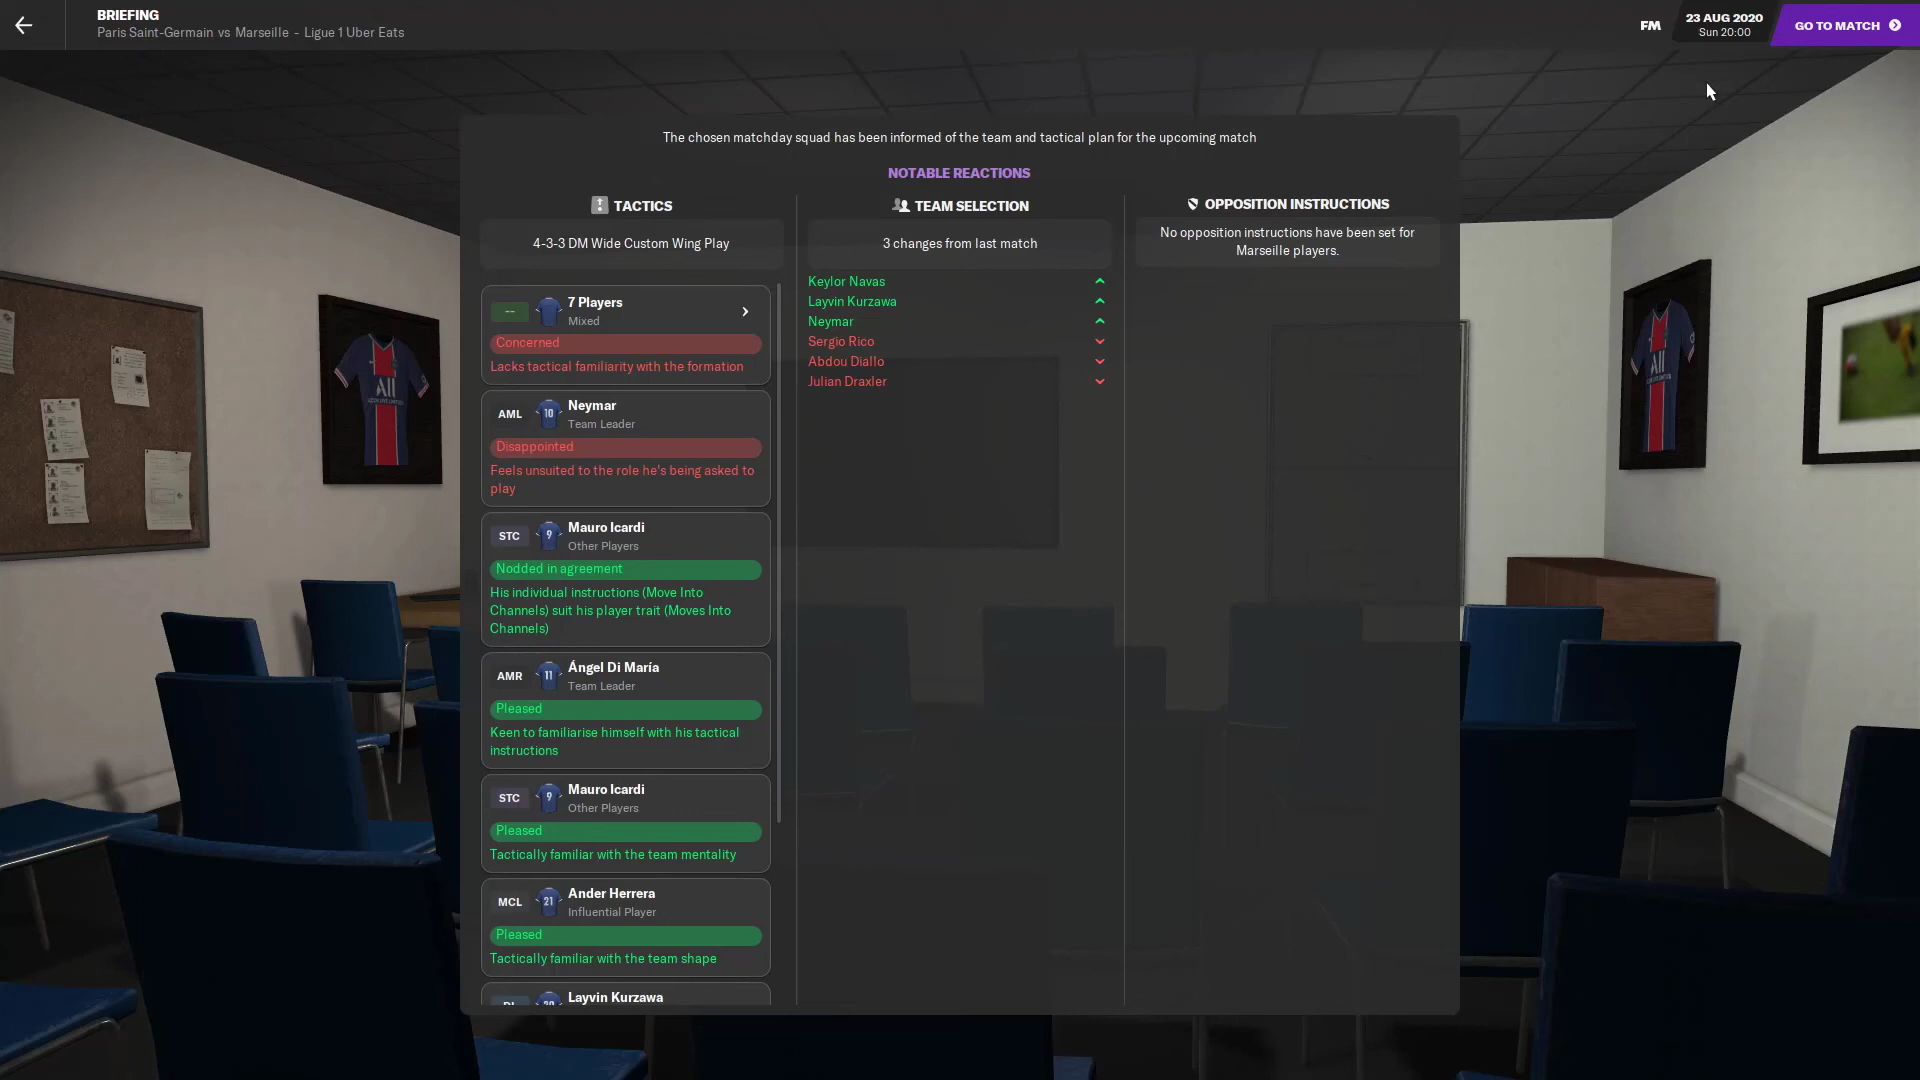 BRIEFING
Paris Saint-Germain vs Marseille - Ligue 1 Uber Eats
FM
23 AUG 2020
Sun 20:00
GO TO MATCH
The chosen matchday squad has been informed of the team and tactical plan for the upcoming match
NOTABLE REACTIONS
TACTICS
4-3-3 DM Wide Custom Wing Play
--
7 Players
Mixed
Concerned
Lacks tactical familiarity with the formation
AML
10
Neymar
Team Leader
Disappointed
Feels unsuited to the role he's being asked to
play
STC
9
Mauro Icardi
Other Players
Nodded in agreement
His individual instructions (Move Into
Channels) suit his player trait (Moves Into
Channels)
AMR
11
Ángel Di María
Team Leader
Pleased
Keen to familiarise himself with his tactical
instructions
STC
9
Mauro Icardi
Other Players
Pleased
Tactically familiar with the team mentality
MCL
21
Ander Herrera
Influential Player
Pleased
Tactically familiar with the team shape
Layvin Kurzawa
TEAM SELECTION
3 changes from last match
Keylor Navas
Layvin Kurzawa
Neymar
Sergio Rico
Abdou Diallo
Julian Draxler
OPPOSITION INSTRUCTIONS
No opposition instructions have been set for
Marseille players.
ALL